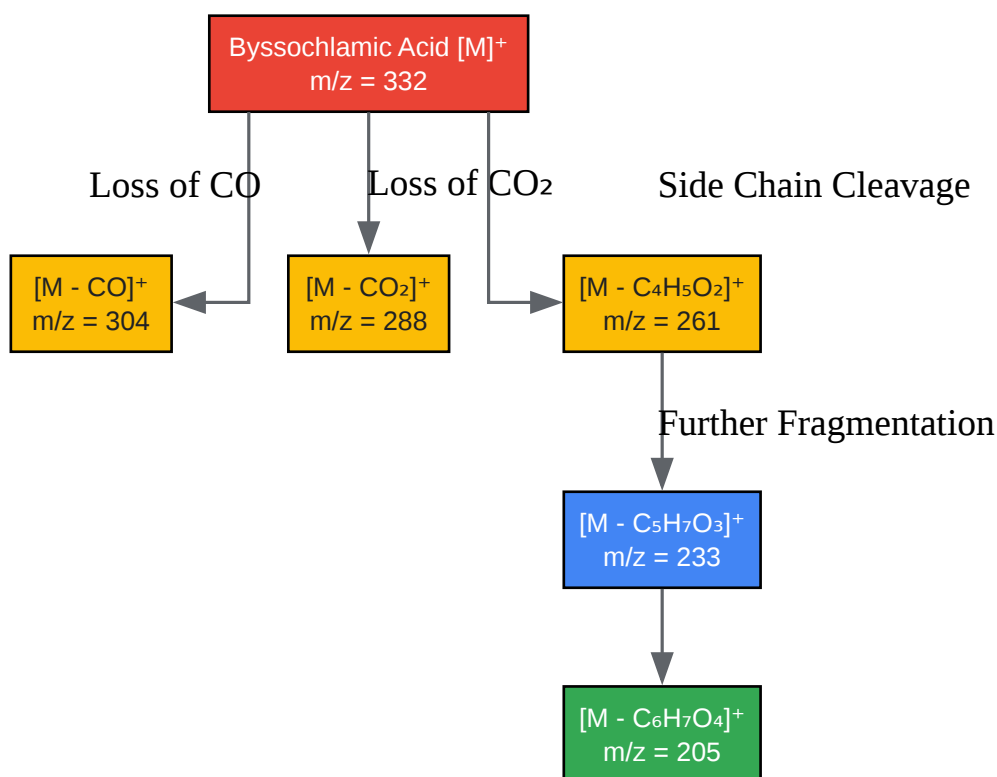 Byssochlamic Acid [M]⁺
m/z = 332
Loss of CO
Loss of CO₂
Side Chain Cleavage
[M - CO]⁺
m/z = 304
[M - CO₂]⁺
m/z = 288
[M - C₄H₅O₂]⁺
m/z = 261
Further Fragmentation
[M - C₅H₇O₃]⁺
m/z = 233
[M - C₆H₇O₄]⁺
m/z = 205